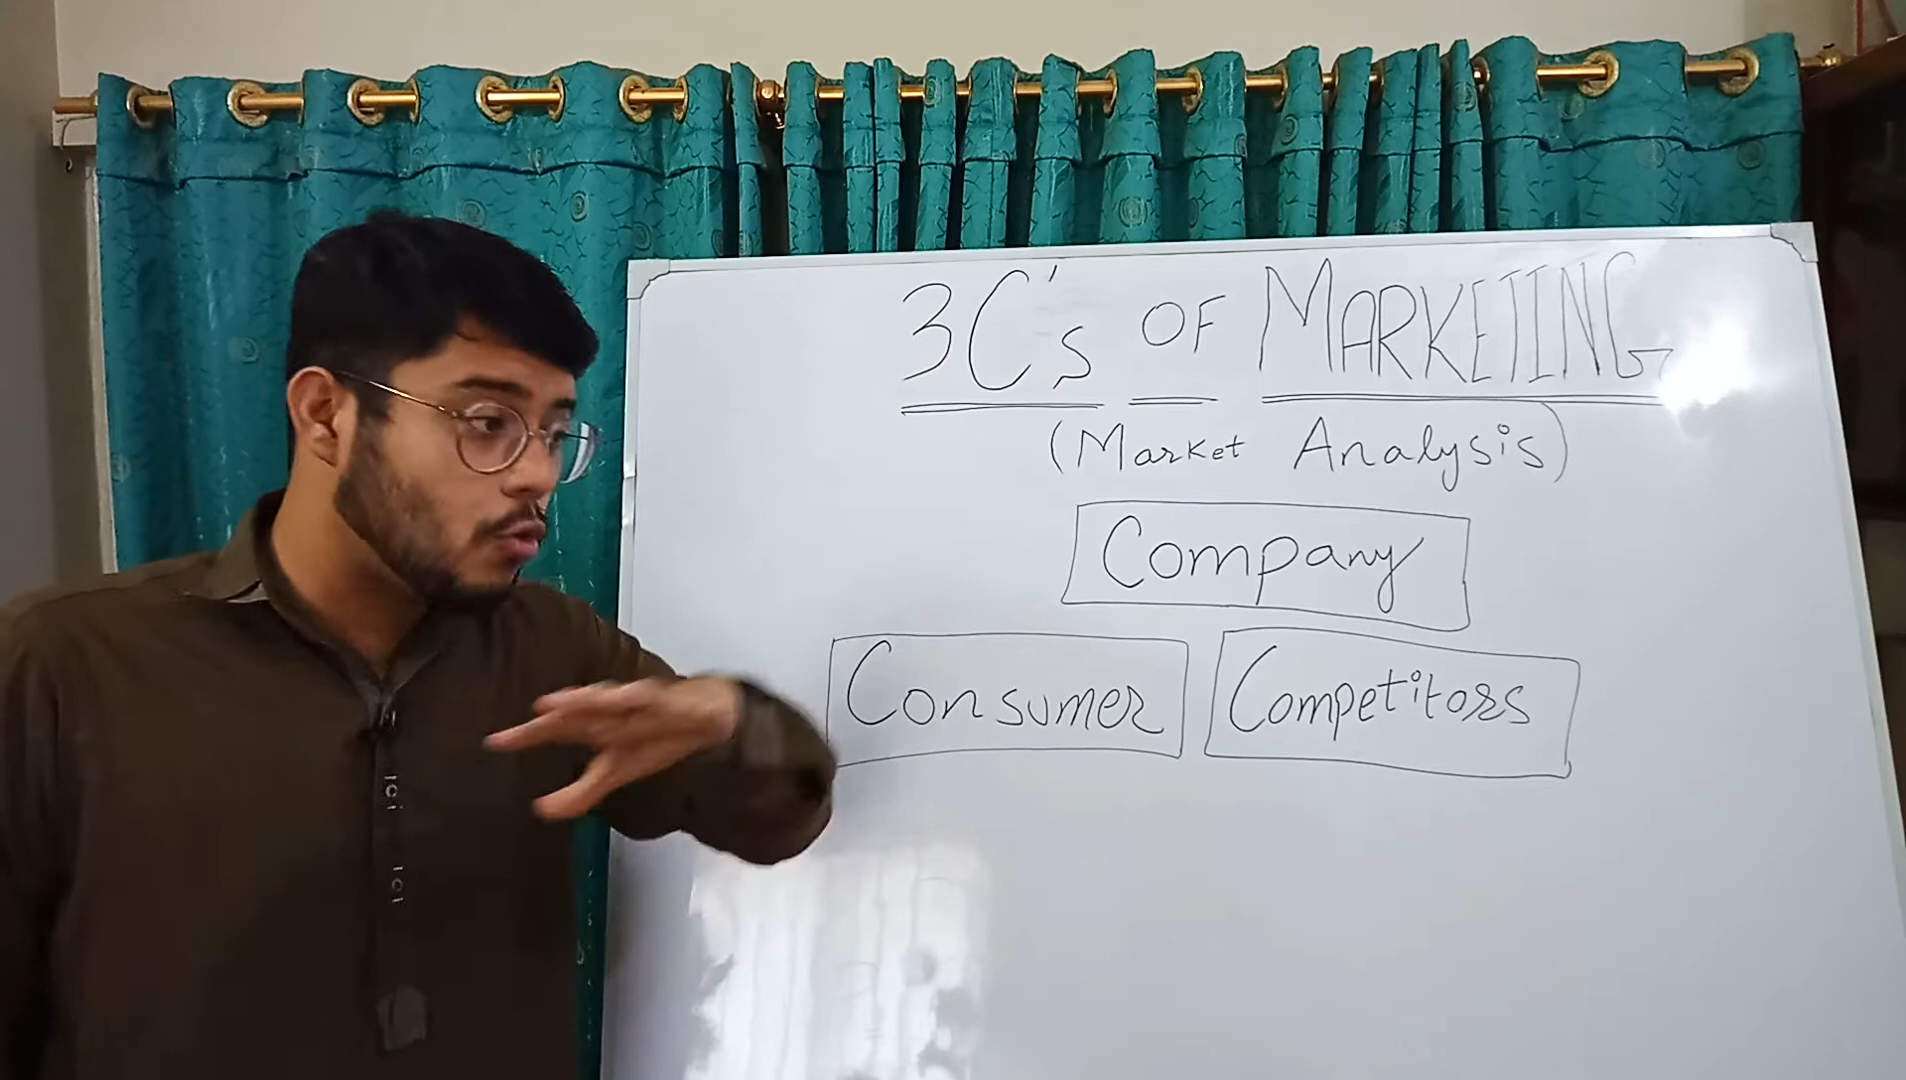 3C's OF MARKETING
(Market Analysis)
Company
Consumer Competitors